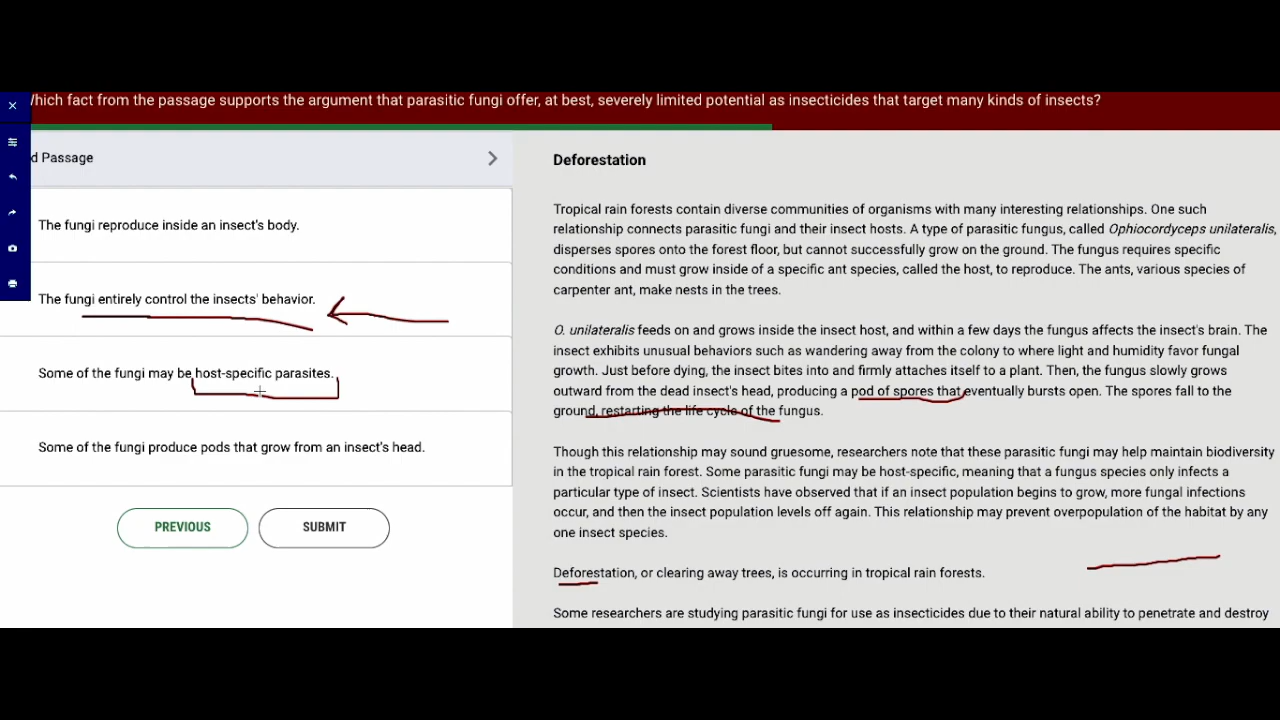 hich fact from the passage supports the argument that parasitic fungi offer, at best, severely limited potential as insecticides that target many kinds of insects?
d Passage
The fungi reproduce inside an insect's body.
The fungi entirely control the insects' behavior.
Some of the fungi may be host-specific parasites.
Some of the fungi produce pods that grow from an insect's head.
PREVIOUS
SUBMIT
Deforestation
Tropical rain forests contain diverse communities of organisms with many interesting relationships. One such
relationship connects parasitic fungi and their insect hosts. A type of parasitic fungus, called Ophiocordyceps unilateralis,
disperses spores onto the forest floor, but cannot successfully grow on the ground. The fungus requires specific
conditions and must grow inside of a specific ant species, called the host, to reproduce. The ants, various species of
carpenter ant, make nests in the trees.
O. unilateralis feeds on and grows inside the insect host, and within a few days the fungus affects the insect's brain. The
insect exhibits unusual behaviors such as wandering away from the colony to where light and humidity favor fungal
growth. Just before dying, the insect bites into and firmly attaches itself to a plant. Then, the fungus slowly grows
outward from the dead insect's head, producing a pod of spores that eventually bursts open. The spores fall to the
ground, restarting the life cycle of the fungus.
Though this relationship may sound gruesome, researchers note that these parasitic fungi may help maintain biodiversity
in the tropical rain forest. Some parasitic fungi may be host-specific, meaning that a fungus species only infects a
particular type of insect. Scientists have observed that if an insect population begins to grow, more fungal infections
occur, and then the insect population levels off again. This relationship may prevent overpopulation of the habitat by any
one insect species.
Deforestation, or clearing away trees, is occurring in tropical rain forests.
Some researchers are studying parasitic fungi for use as insecticides due to their natural ability to penetrate and destroy